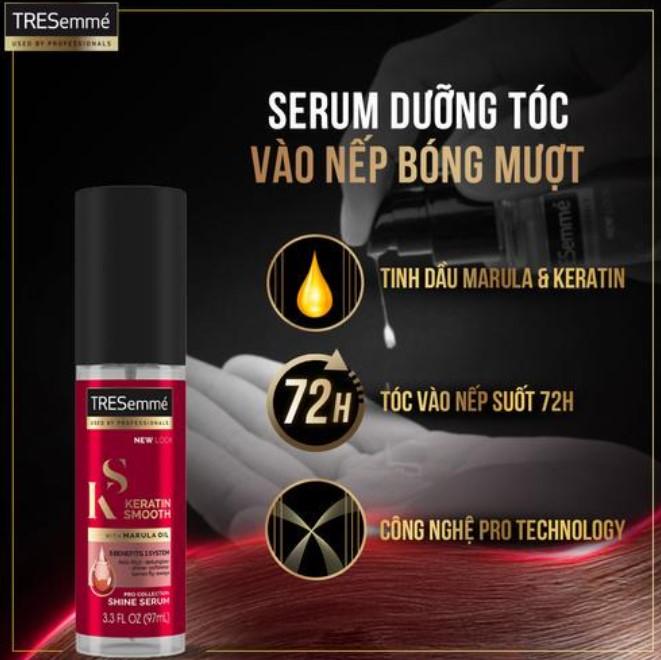 TRESemmé
USED BY PROFESSIONALS
SERUM DƯỠNG TÓC
VÀO NẾP BÓNG MƯỢT
TINH DẦU MARULA & KERATIN
72H
TÓC VÀO NẾP SUỐT 72H
CÔNG NGHỆ PRO TECHNOLOGY
TRESemmé
USED BY PROFESSIONALS
NEW LOOK
KS
KERATIN
SMOOTH
WITH MARULA OIL
5 BENEFITS, 1 SYSTEM
PRO COLLECTION
SHINE SERUM
3.3 FL OZ (97mL)
Semmé